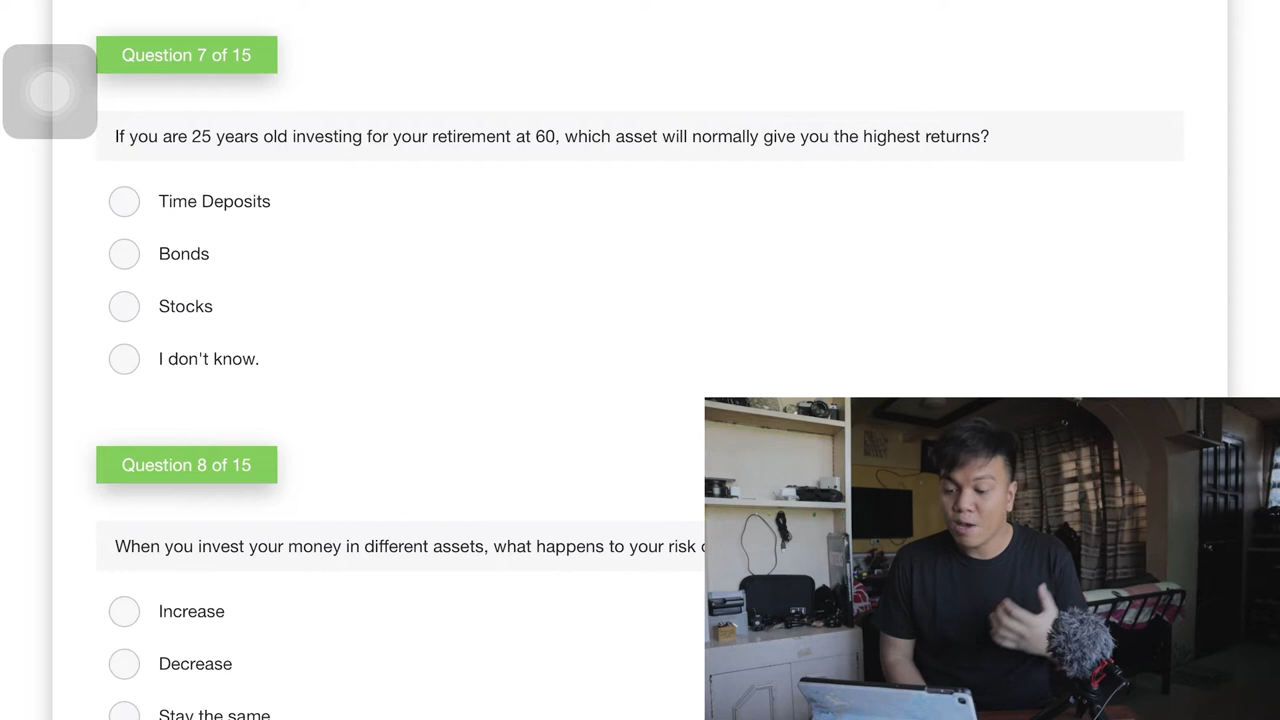 Question 7 of 15
If you are 25 years old investing for your retirement at 60, which asset will normally give you the highest returns?
Time Deposits
Bonds
Stocks
I don't know.
Question 8 of 15
When you invest your money in different assets, what happens to your risk
Increase
Decrease
Stay the same